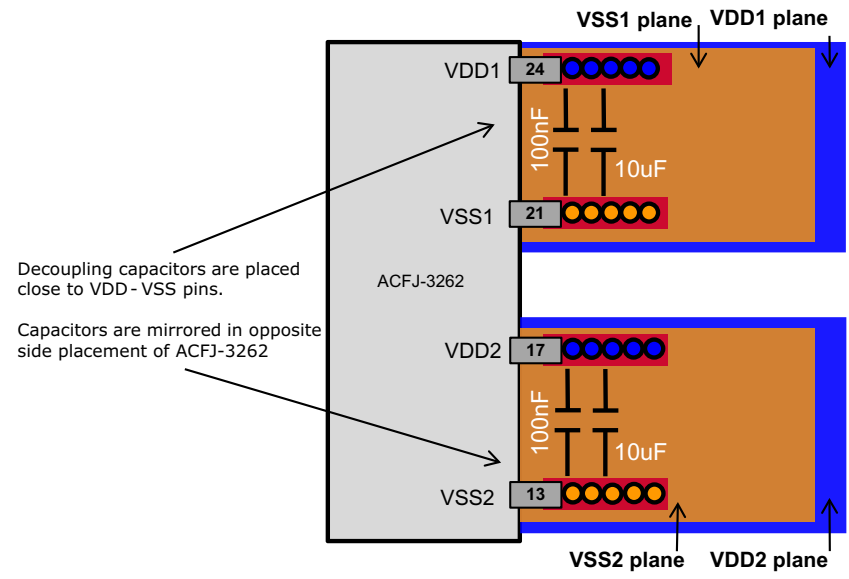 VSS1 plane
VDD1 plane
VDD1
24
100nF
10uF
VSS1
21
Decoupling capacitors are placed
close to VDD-VSS pins.
ACFJ-3262
Capacitors are mirrored in opposite
side placement of ACFJ-3262
VDD2
17
100nF
10uF
VSS2
13
VSS2 plane
VDD2 plane